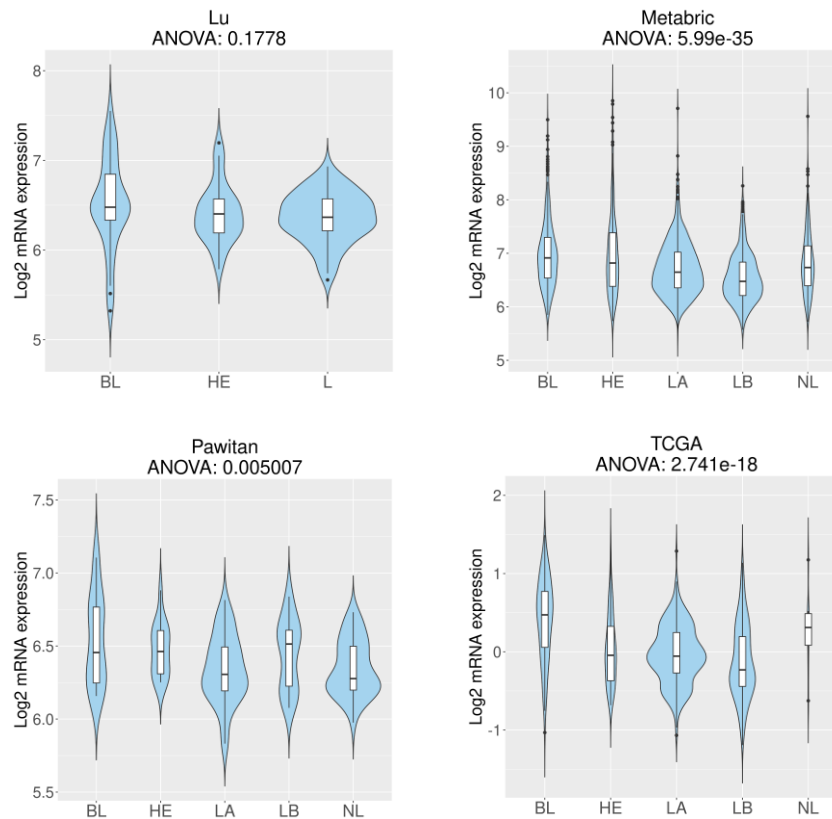 Lu
ANOVA: 0.1778
Log2 mRNA expression
8
7
6
5
BL HE L
Metabric
ANOVA: 5.99e-35
Log2 mRNA expression
10
9
8
7
6
5
BL HE LA LB NL
Pawitan
ANOVA: 0.005007
Log2 mRNA expression
7.5
7.0
6.5
6.0
5.5
BL HE LA LB NL
TCGA
ANOVA: 2.741e-18
Log2 mRNA expression
2
1
0
-1
BL HE LA LB NL